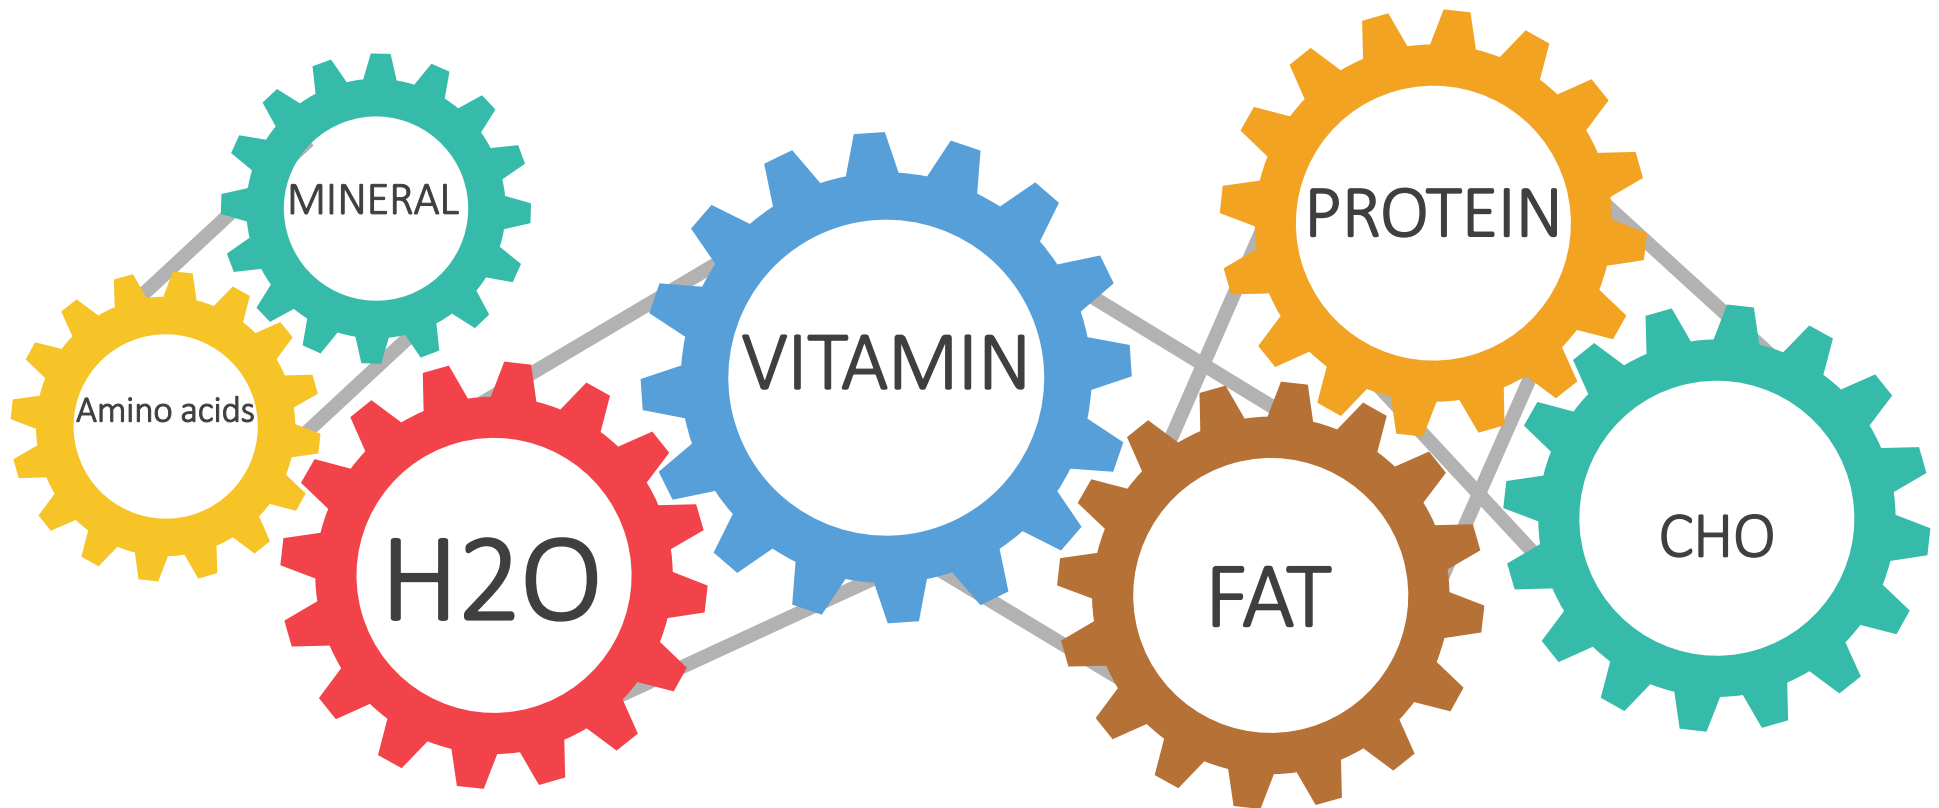 MINERAL
Amino acids
H2O
VITAMIN
PROTEIN
FAT
CHO